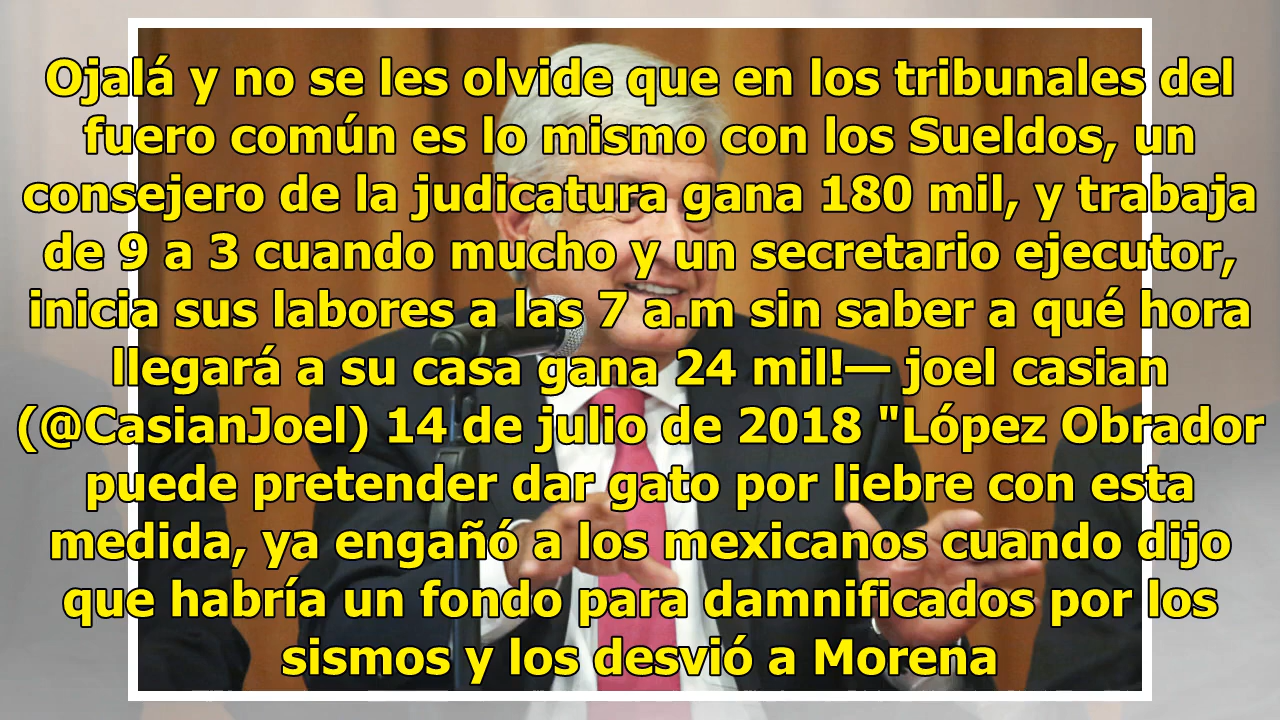 Ojalá y no se les olvide que en los tribunales del
fuero común es lo mismo con los Sueldos, un
consejero de la judicatura gana 180 mil, y trabaja
de 9 a 3 cuando mucho y un secretario ejecutor,
inicia sus labores a las 7 a.m sin saber a qué hora
llegará a su casa gana 24 mil!— joel casian
(@CasianJoel) 14 de julio de 2018 "López Obrador
puede pretender dar gato por liebre con esta
medida, ya engañó a los mexicanos cuando dijo
que habría un fondo para damnificados por los
sismos y los desvió a Morena